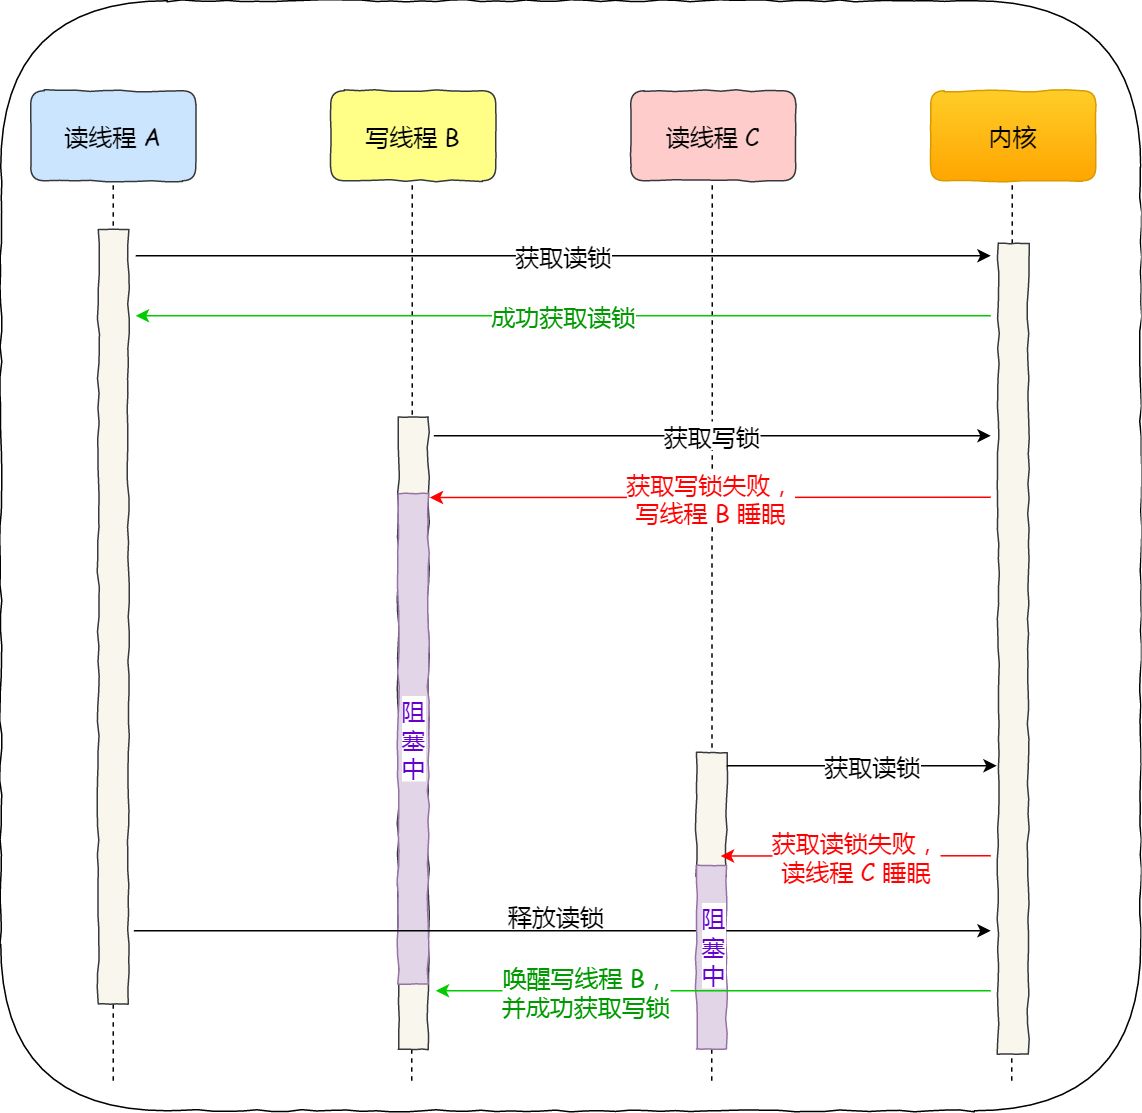 读线程 A
写线程 B
读线程 C
内核
获取读锁
成功获取读锁
获取写锁
获取写锁失败，
写线程 B 睡眠
阻
塞
中
获取读锁
获取读锁失败，
读线程 C 睡眠
释放读锁
阻
塞
中
唤醒写线程 B，
并成功获取写锁